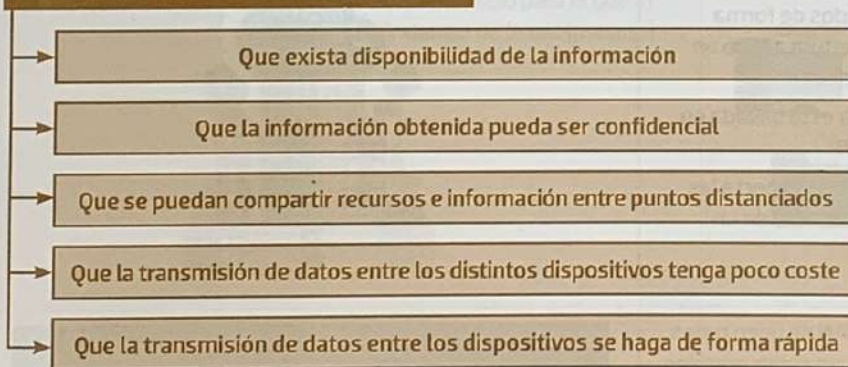 Que exista disponibilidad de la información
Que la información obtenida pueda ser confidencial
Que se puedan compartir recursos e información entre puntos distanciados
Que la transmisión de datos entre los distintos dispositivos tenga poco coste
Que la transmisión de datos entre los dispositivos se haga de forma rápida